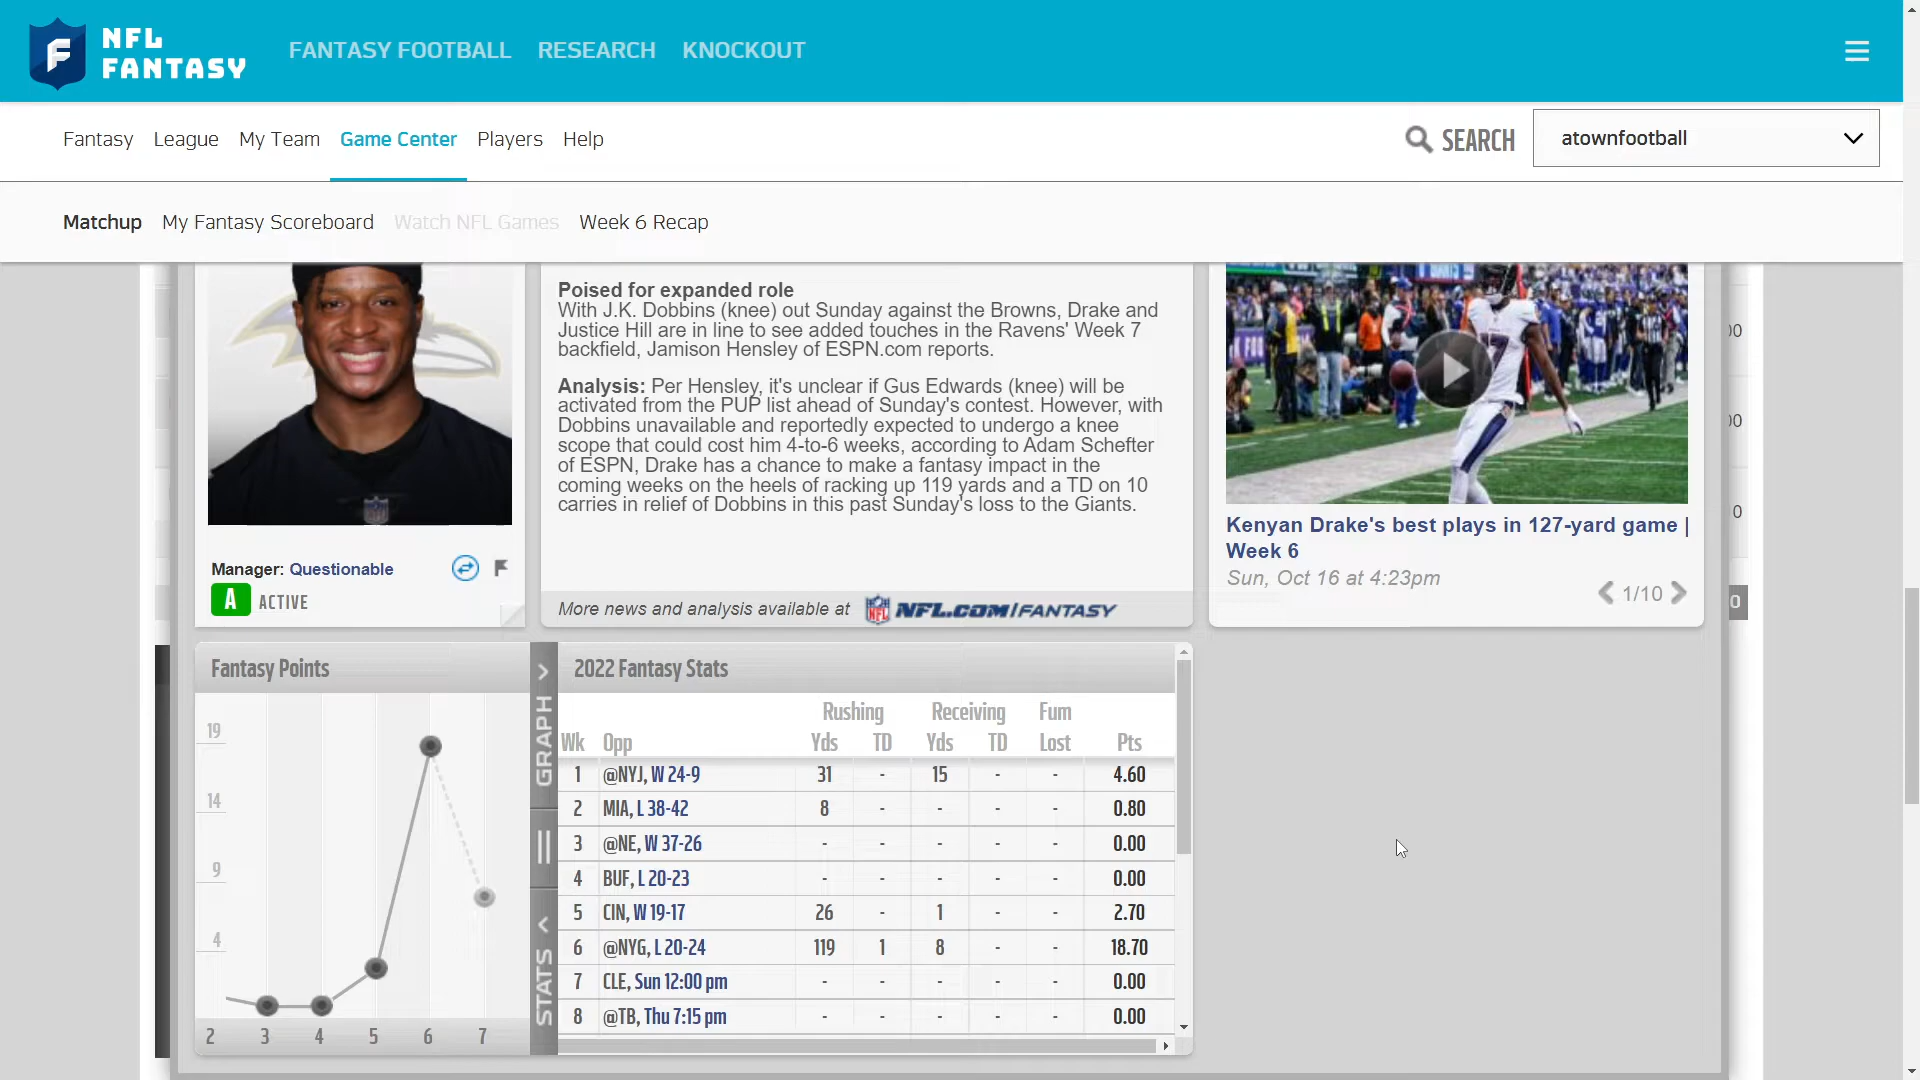 NFL
FANTASY
FANTASY FOOTBALL RESEARCH KNOCKOUT
Fantasy League My Team Game Center Players Help
SEARCH
atownfootball
Matchup My Fantasy Scoreboard Watch NFL Games Week 6 Recap
Poised for expanded role
With J.K. Dobbins (knee) out Sunday against the Browns, Drake and
Justice Hill are in line to see added touches in the Ravens' Week 7
backfield, Jamison Hensley of ESPN.com reports.
Analysis: Per Hensley, it's unclear if Gus Edwards (knee) will be
activated from the PUP list ahead of Sunday's contest. However, with
Dobbins unavailable and reportedly expected to undergo a knee
scope that could cost him 4-to-6 weeks, according to Adam Schefter
of ESPN, Drake has a chance to make a fantasy impact in the
coming weeks on the heels of racking up 119 yards and a TD on 10
carries in relief of Dobbins in this past Sunday's loss to the Giants.
More news and analysis available at NFL.COM/FANTASY
Manager: Questionable
A ACTIVE
Kenyan Drake's best plays in 127-yard game |
Week 6
Sun, Oct 16 at 4:23pm
1/10
Fantasy Points
19
14
9
4
2 3 4 5 6 7
GRAPH
STATS
2022 Fantasy Stats
Rushing Receiving Fum
Wk Opp Yds TD Yds TD Lost Pts
1 @NYJ, W 24-9 31 - 15 - - 4.60
2 MIA, L 38-42 8 - - - - 0.80
3 @NE, W 37-26 - - - - - 0.00
4 BUF, L 20-23 - - - - - 0.00
5 CIN, W 19-17 26 - 1 - - 2.70
6 @NYG, L 20-24 119 1 8 - - 18.70
7 CLE, Sun 12:00 pm - - - - - 0.00
8 @TB, Thu 7:15 pm - - - - - 0.00